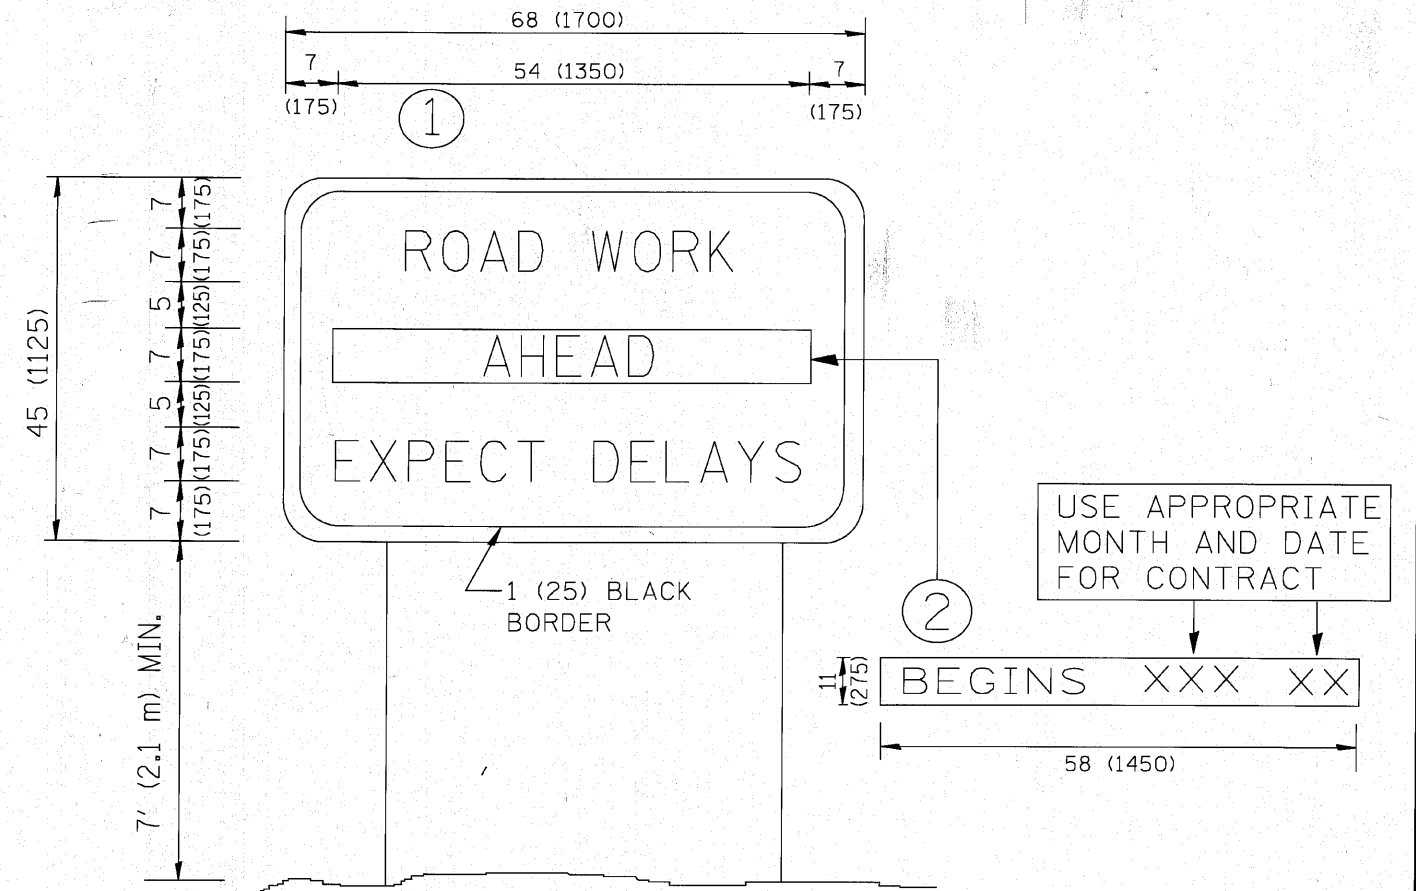 68 (1700)
7
54 (1350)
7
(175)
(175)
1
45 (1125)
7 (175)
7 (175)
5 (125)
7 (175)
5 (125)
7 (175)
7 (175)
7' (2.1 m) MIN.
ROAD WORK
AHEAD
EXPECT DELAYS
1 (25) BLACK
BORDER
2
USE APPROPRIATE
MONTH AND DATE
FOR CONTRACT
11 (275)
BEGINS XXX XX
58 (1450)